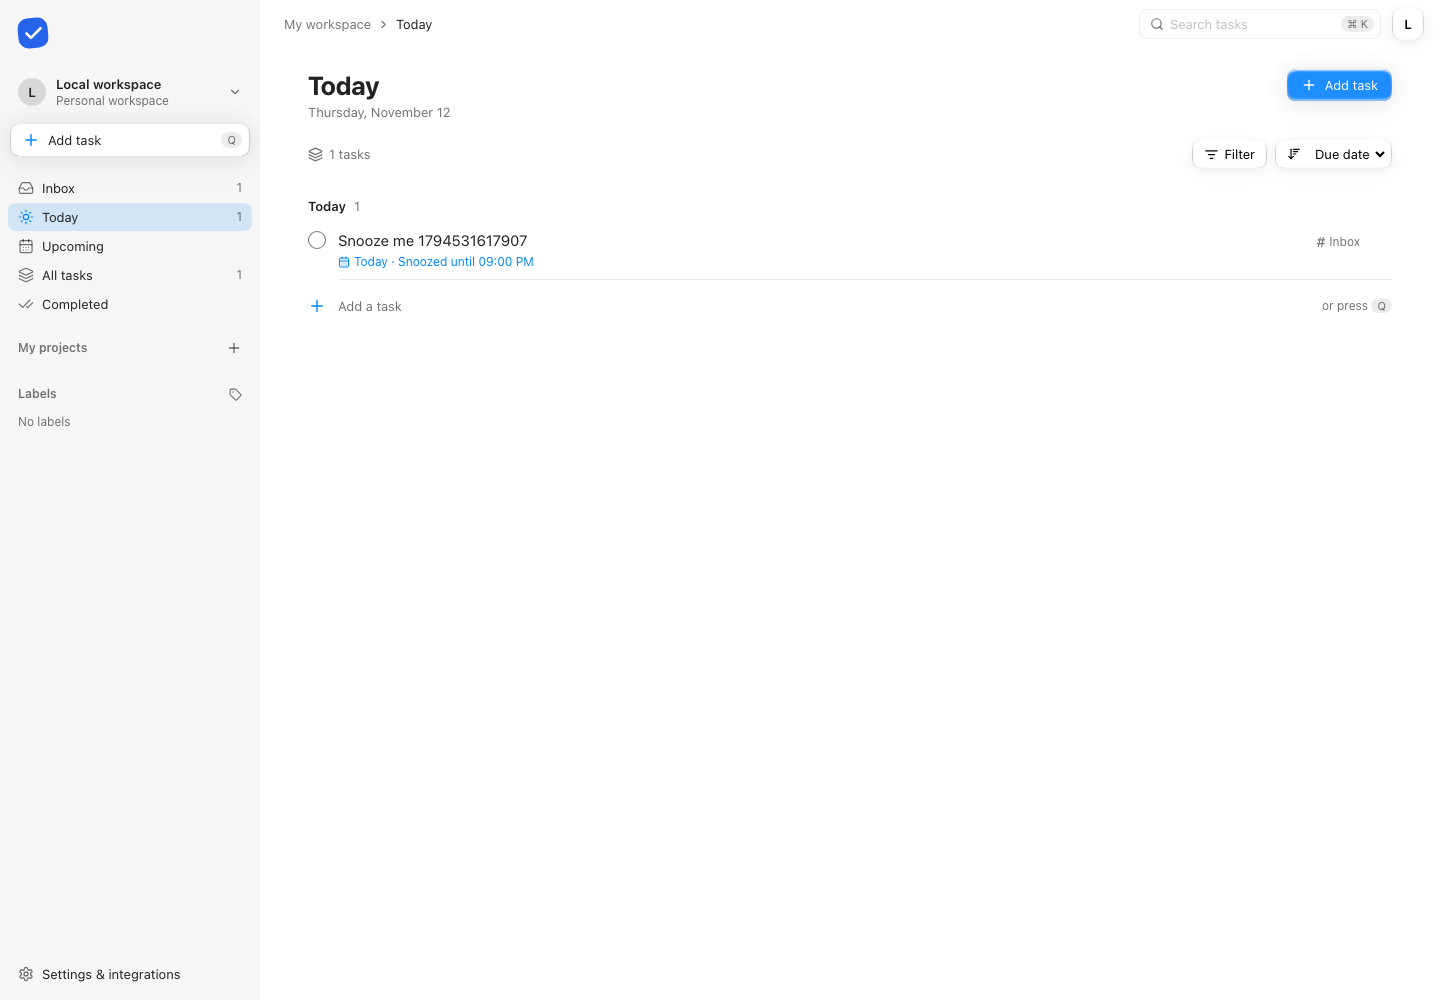 L
Local workspace
Personal workspace
Add task Q
Inbox 1
Today 1
Upcoming
All tasks 1
Completed
My projects
Labels
No labels
Settings & integrations
My workspace > Today
Search tasks ⌘ K
L
Today
Add task
Thursday, November 12
1 tasks
Filter
Due date
Today 1
Snooze me 1794531617907
# Inbox
Today · Snoozed until 09:00 PM
Add a task
or press Q